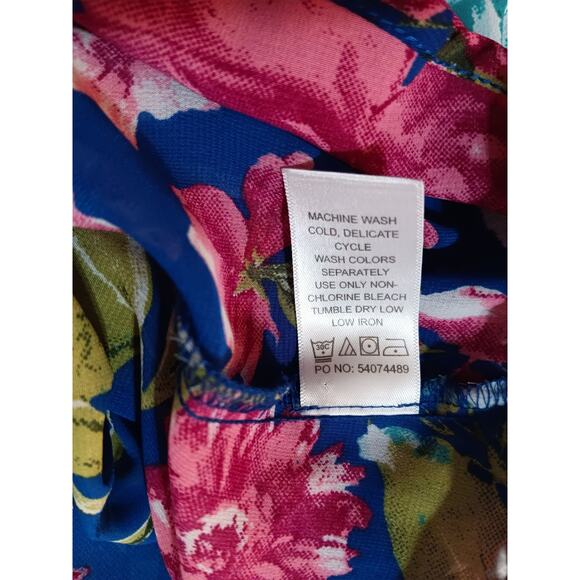 MACHINE WASH
COLD, DELICATE
CYCLE
WASH COLORS
SEPARATELY
USE ONLY NON-
CHLORINE BLEACH
TUMBLE DRY LOW
LOW IRON
30C
PO NO: 54074489